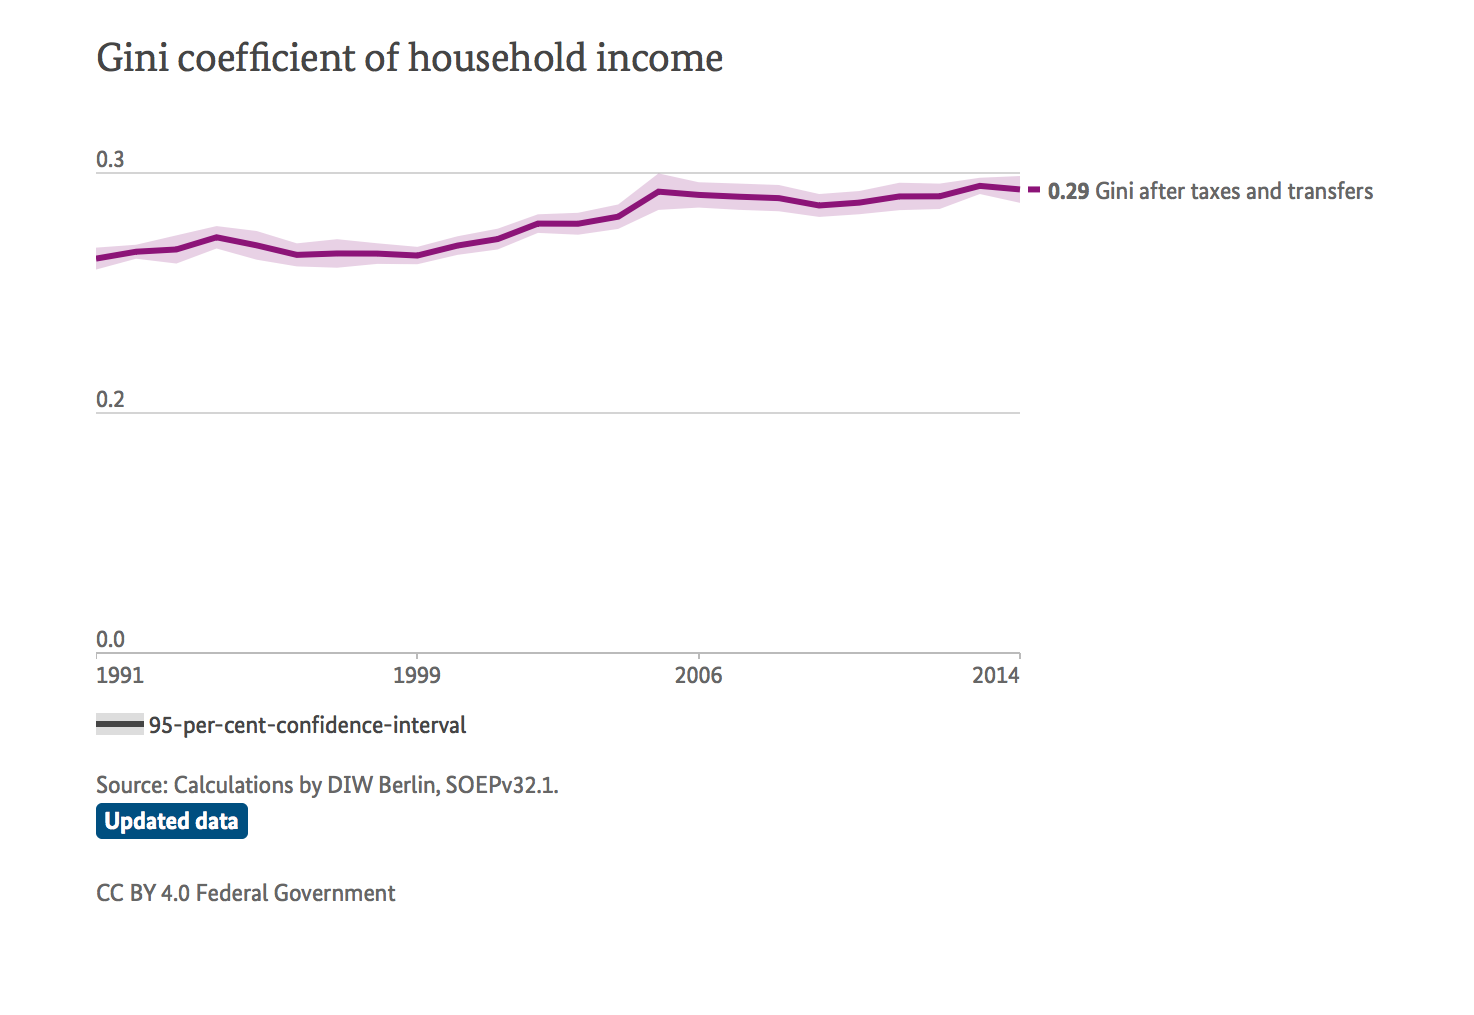 Gini coefficient of household income
0.3
0.29 Gini after taxes and transfers
0.2
0.0
1991 1999 2006 2014
95-per-cent-confidence-interval
Source: Calculations by DIW Berlin, SOEPv32.1.
Updated data
CC BY 4.0 Federal Government